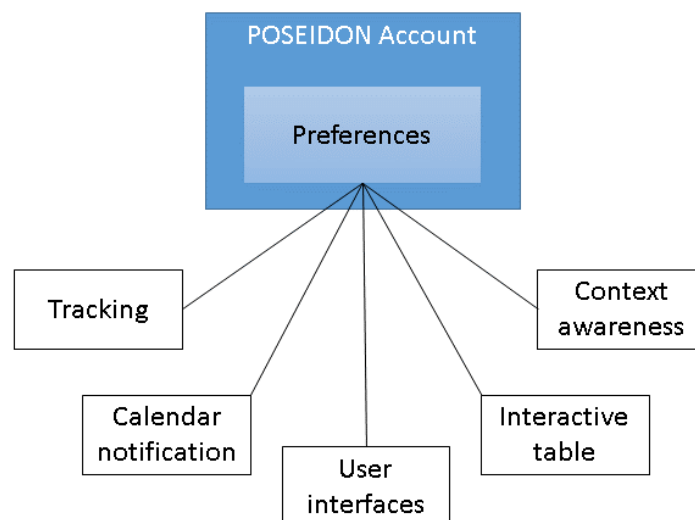 POSEIDON Account
Preferences
Tracking
Context
awareness
Calendar
notification
Interactive
table
User
interfaces